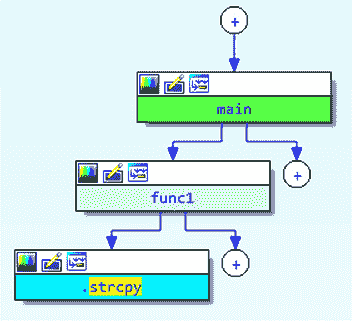 +
main
func1
+
.strcpy
+